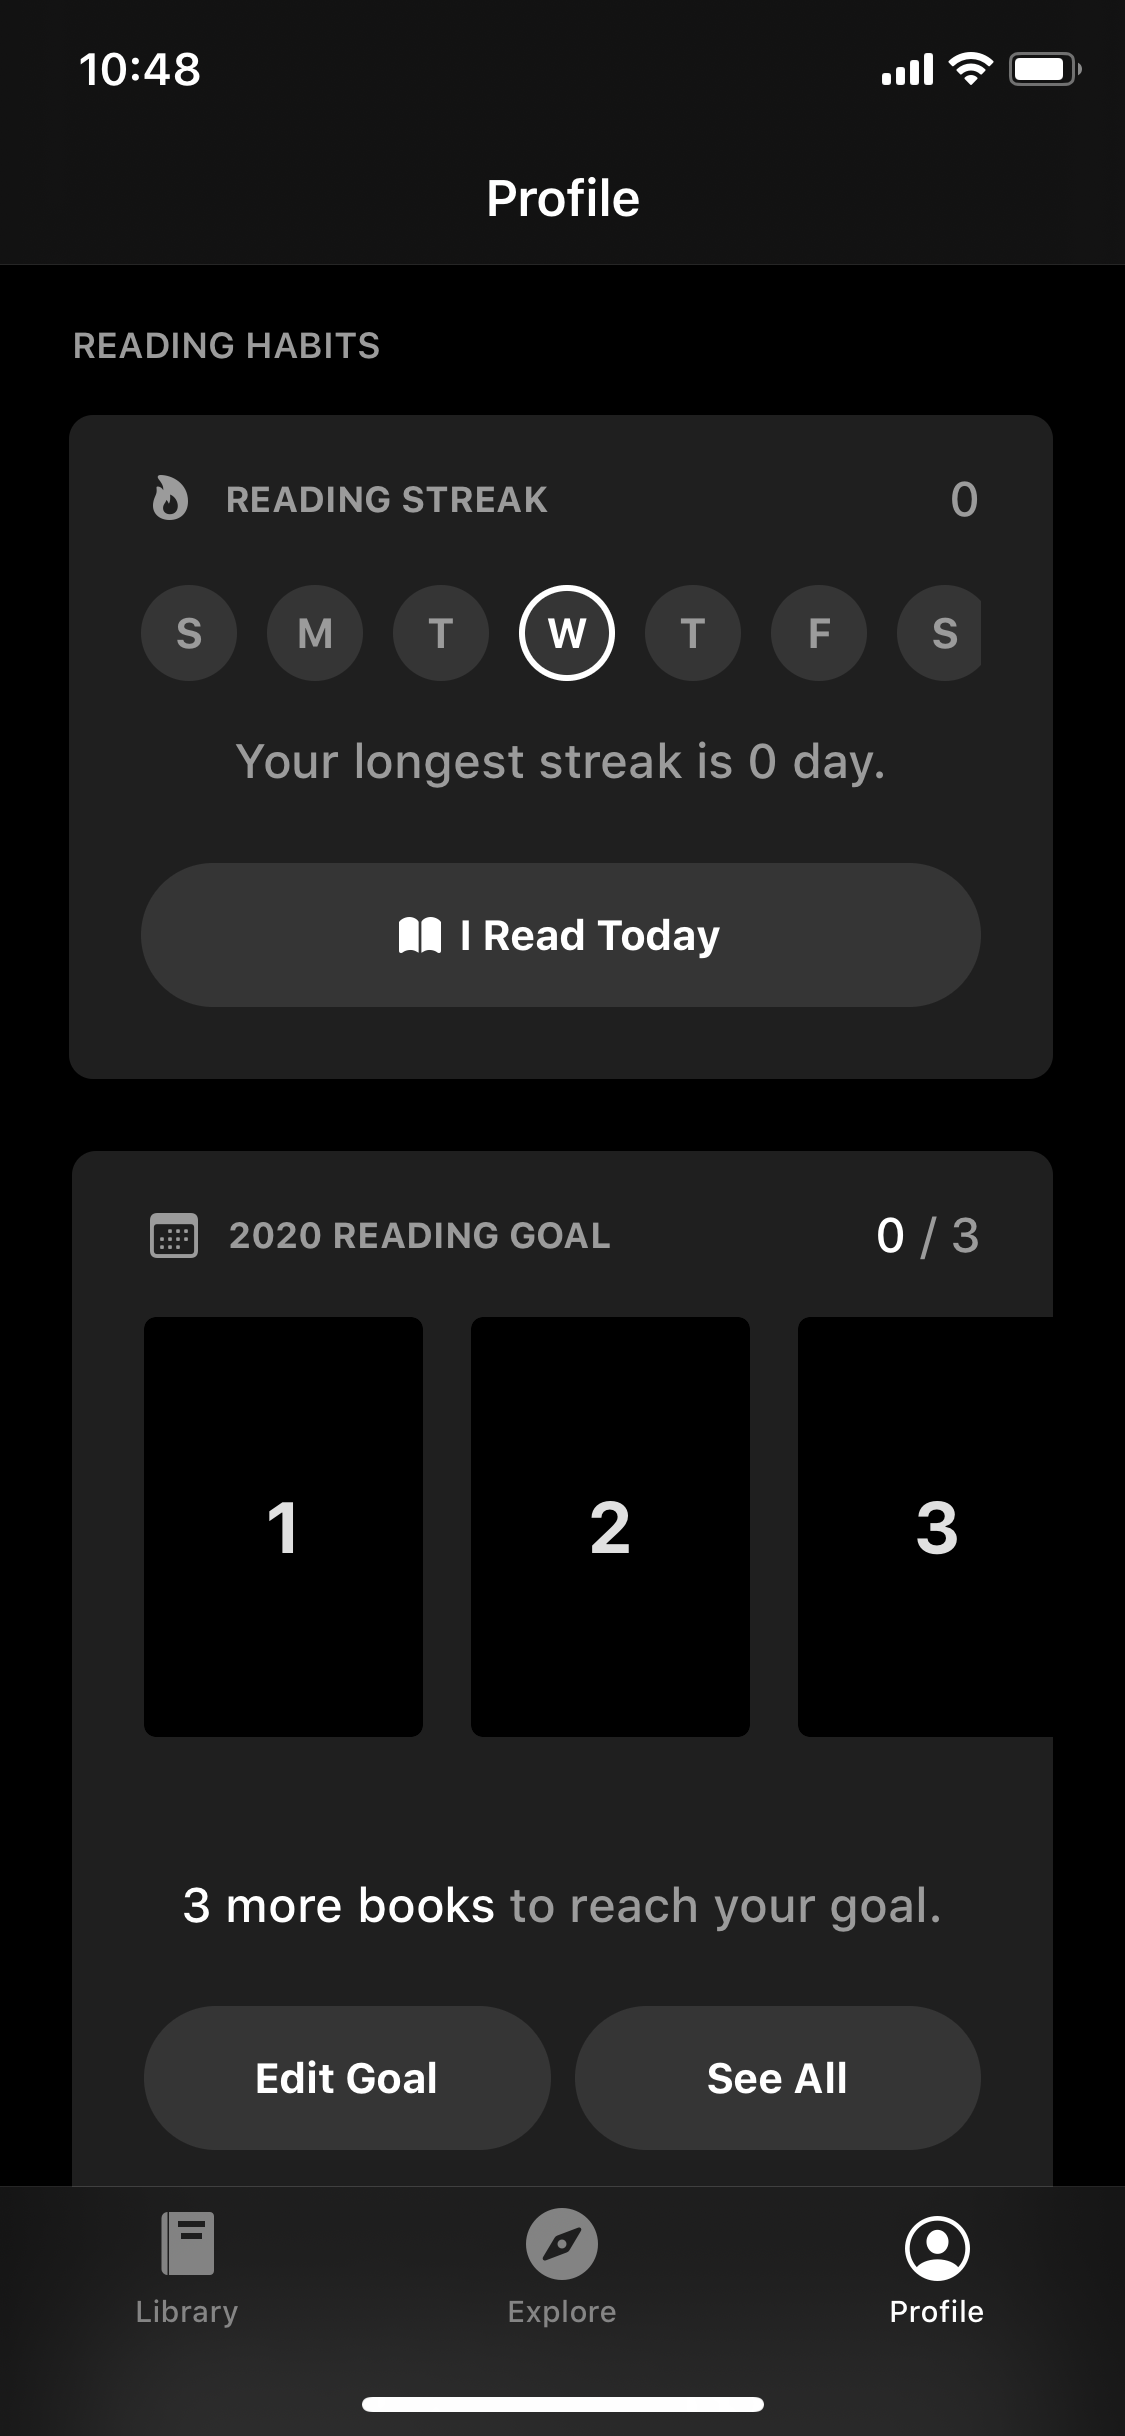 10:48
Profile
READING HABITS
READING STREAK 0
S M T W T F S
Your longest streak is 0 day.
I Read Today
2020 READING GOAL 0 / 3
1 2 3
3 more books to reach your goal.
Edit Goal See All
Library Explore Profile